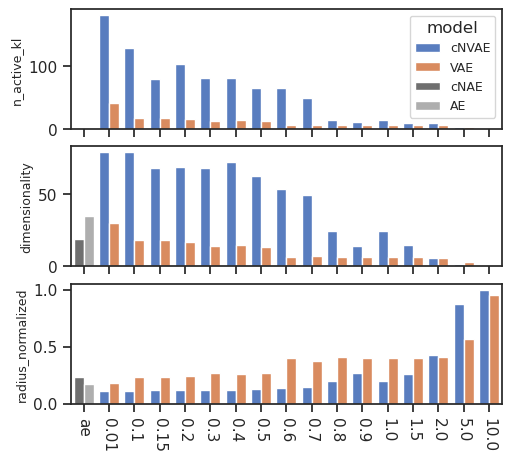 n_active_kl
100
0
model
cNVAE
VAE
cNAE
AE
dimensionality
50
0
radius_normalized
1.0
0.5
0.0
ae
0.01
0.1
0.15
0.2
0.3
0.4
0.5
0.6
0.7
0.8
0.9
1.0
1.5
2.0
5.0
10.0